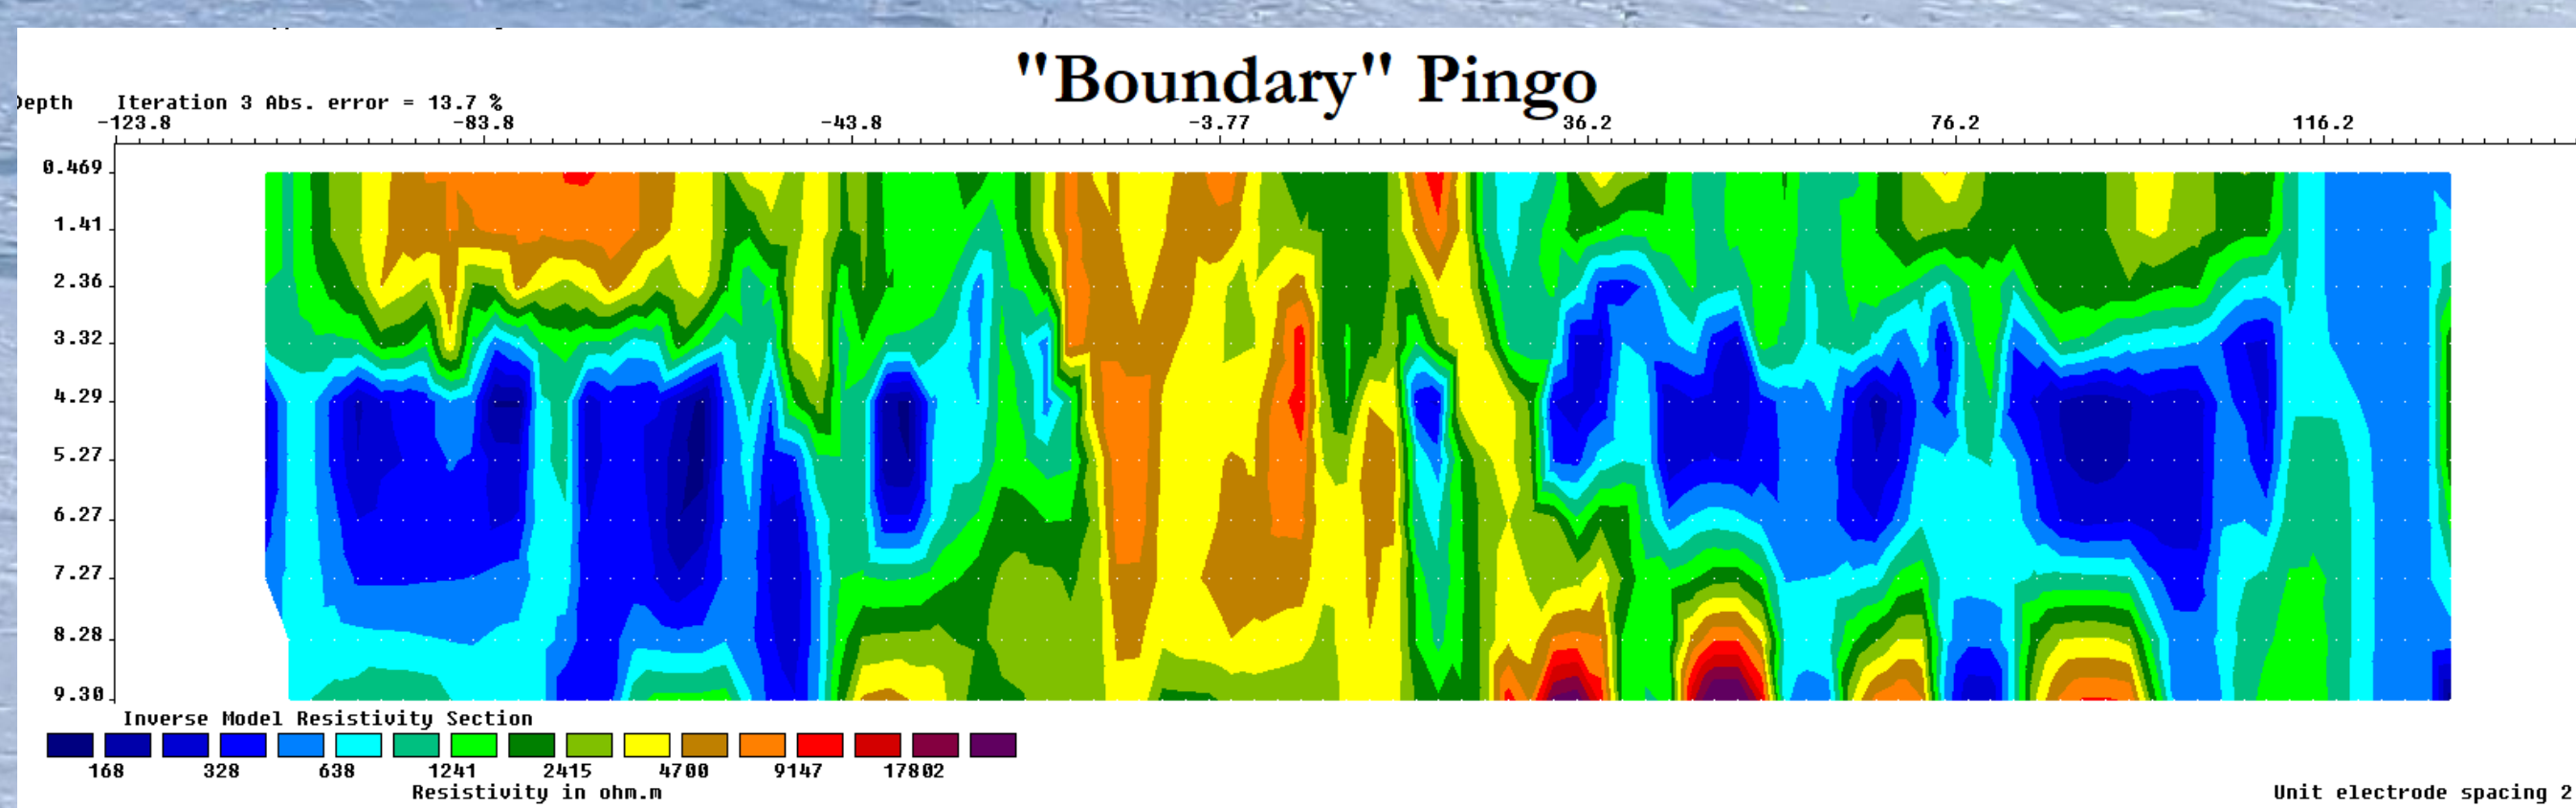 "Boundary" Pingo
Depth Iteration 3 Abs. error = 13.7 %
-123.8 -83.8 -43.8 -3.77 36.2 76.2 116.2
0.469
1.41
2.36
3.32
4.29
5.27
6.27
7.27
8.28
9.30
Inverse Model Resistivity Section
168 328 638 1241 2415 4700 9147 17802
Resistivity in ohm.m
Unit electrode spacing 2